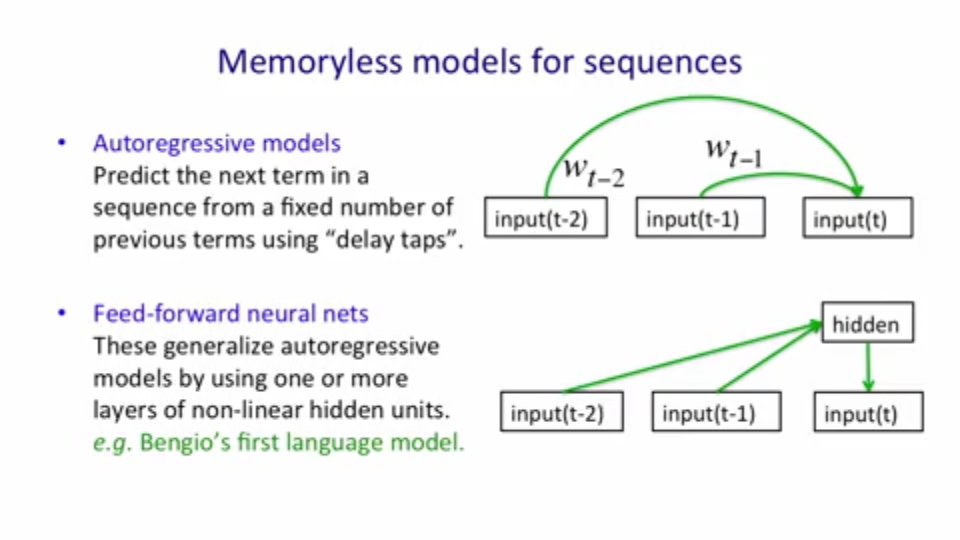 Memoryless models for sequences
• Autoregressive models
Predict the next term in a
sequence from a fixed number of
previous terms using “delay taps”.
w_{t−2}
w_{t−1}
input(t-2)
input(t-1)
input(t)
• Feed-forward neural nets
These generalize autoregressive
models by using one or more
layers of non-linear hidden units.
e.g. Bengio’s first language model.
hidden
input(t-2)
input(t-1)
input(t)